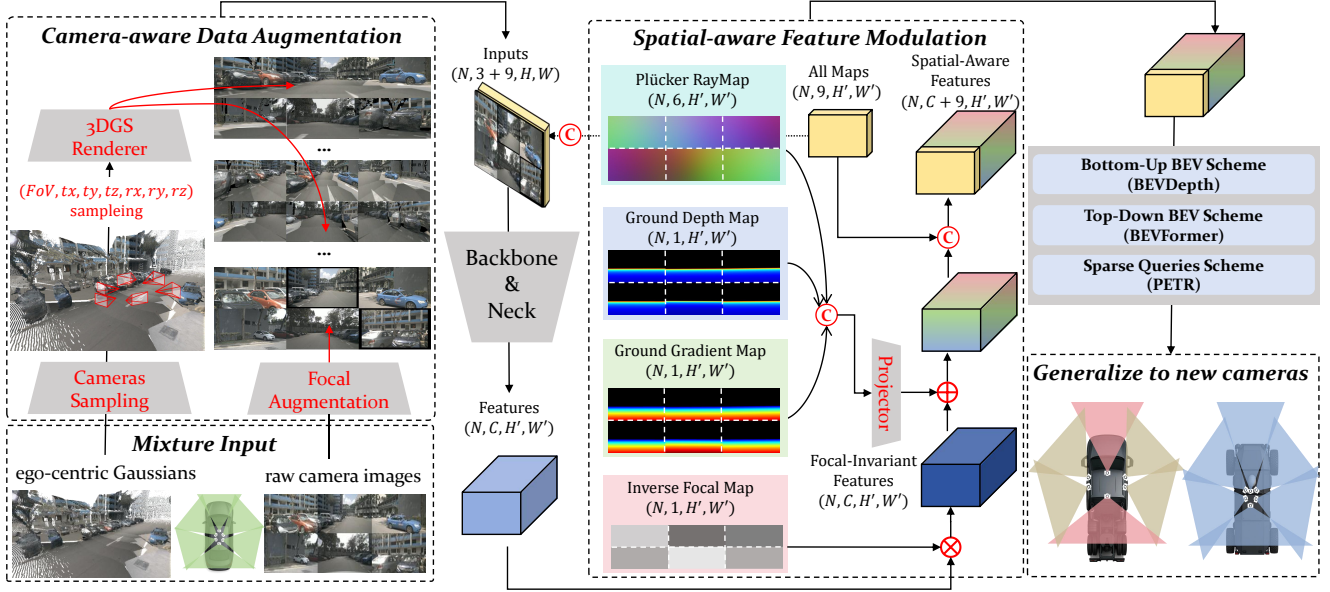 Camera-aware Data Augmentation
3DGS
Renderer
(FoV, tx, ty, tz, rx, ry, rz)
sampleing
...
...
Cameras
Sampling
Focal
Augmentation
Mixture Input
ego-centric Gaussians
raw camera images
Inputs
(N, 3 + 9, H, W)
C
Backbone
&
Neck
Features
(N, C, H′, W′)
Spatial-aware Feature Modulation
Plücker RayMap
(N, 6, H′, W′)
All Maps
(N, 9, H′, W′)
Spatial-Aware
Features
(N, C + 9, H′, W′)
Ground Depth Map
(N, 1, H′, W′)
C
C
Ground Gradient Map
(N, 1, H′, W′)
Projector
Focal-Invariant
Features
(N, C, H′, W′)
Inverse Focal Map
(N, 1, H′, W′)
Bottom-Up BEV Scheme
(BEVDepth)
Top-Down BEV Scheme
(BEVFormer)
Sparse Queries Scheme
(PETR)
Generalize to new cameras